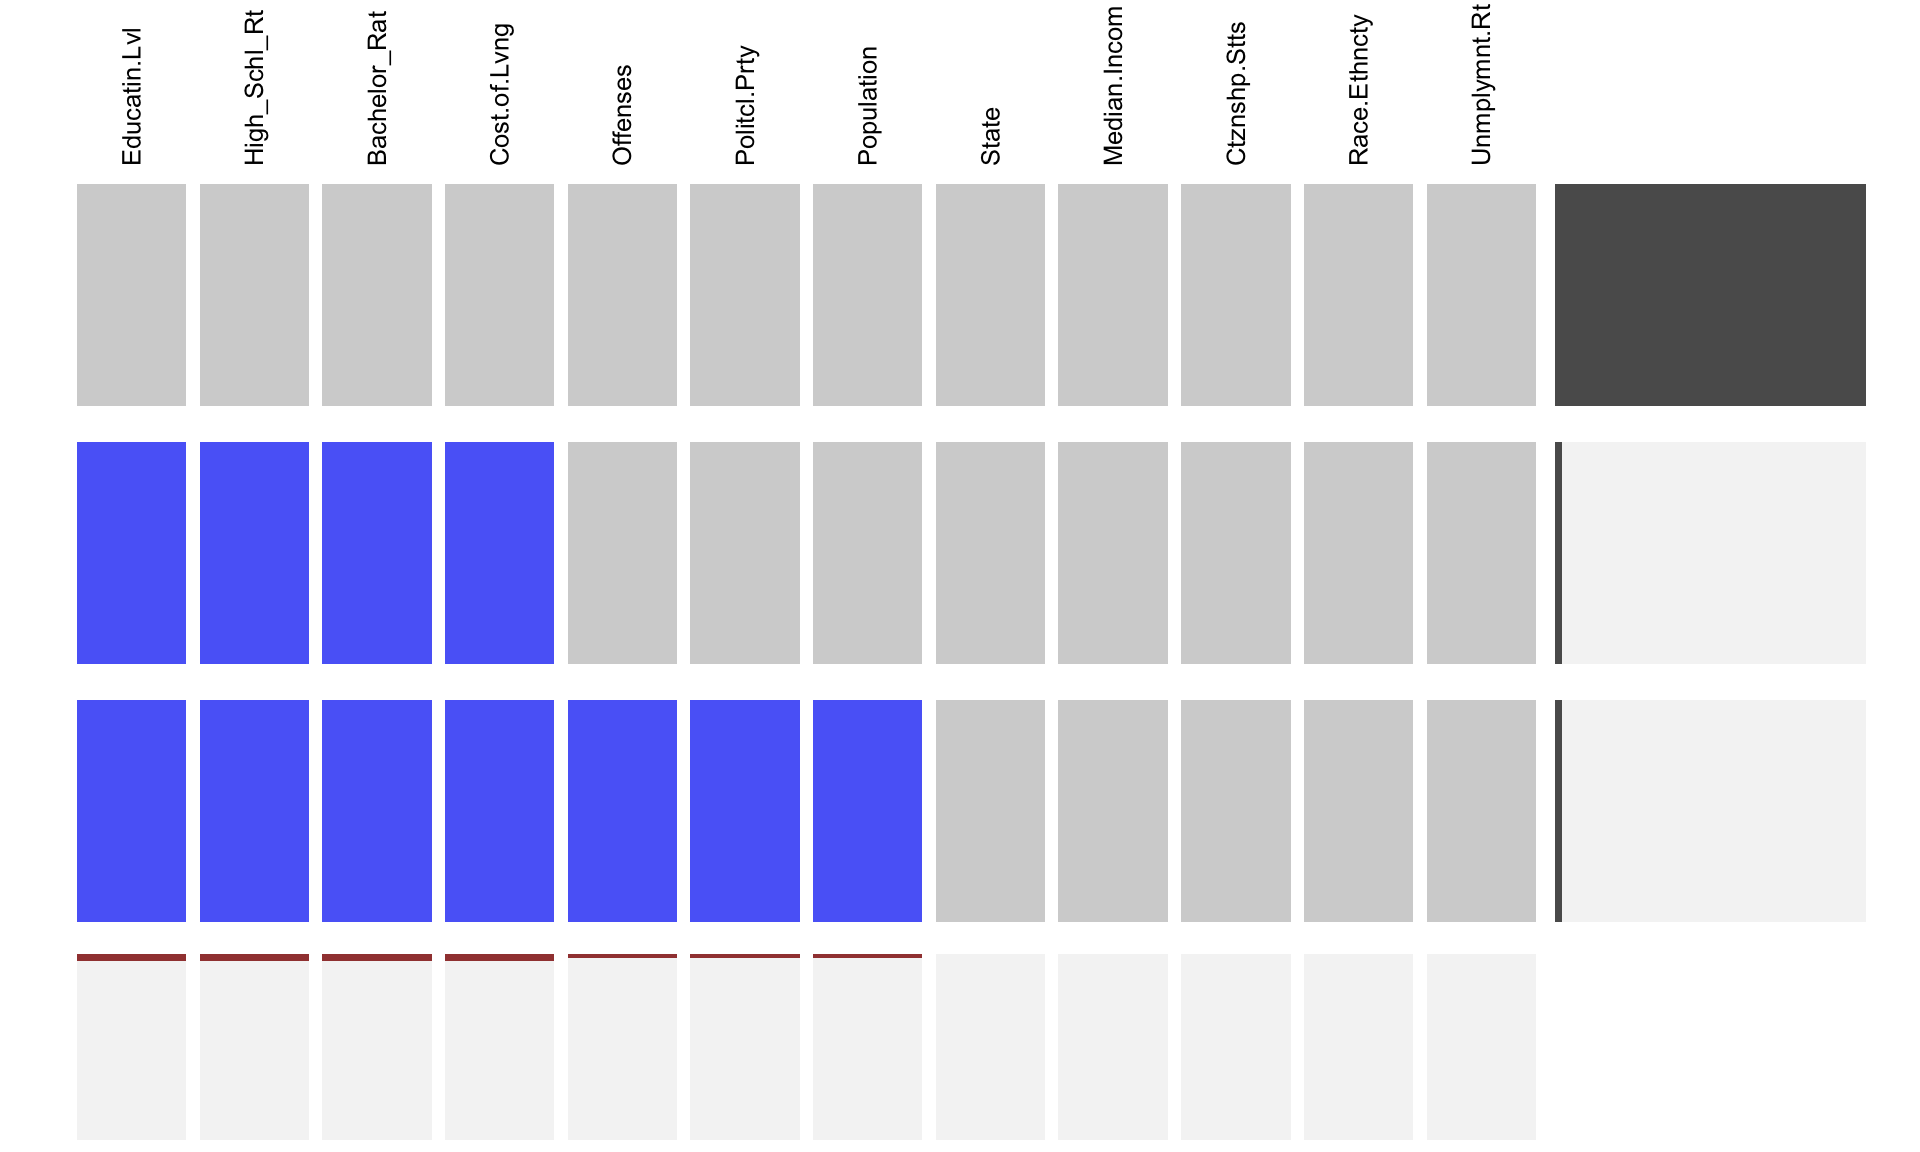 Educatin.Lvl
High_Schl_Rt
Bachelor_Rat
Cost.of.Lvng
Offenses
Politcl.Prty
Population
State
Median.Incom
Ctznshp.Stts
Race.Ethncty
Unmplymnt.Rt